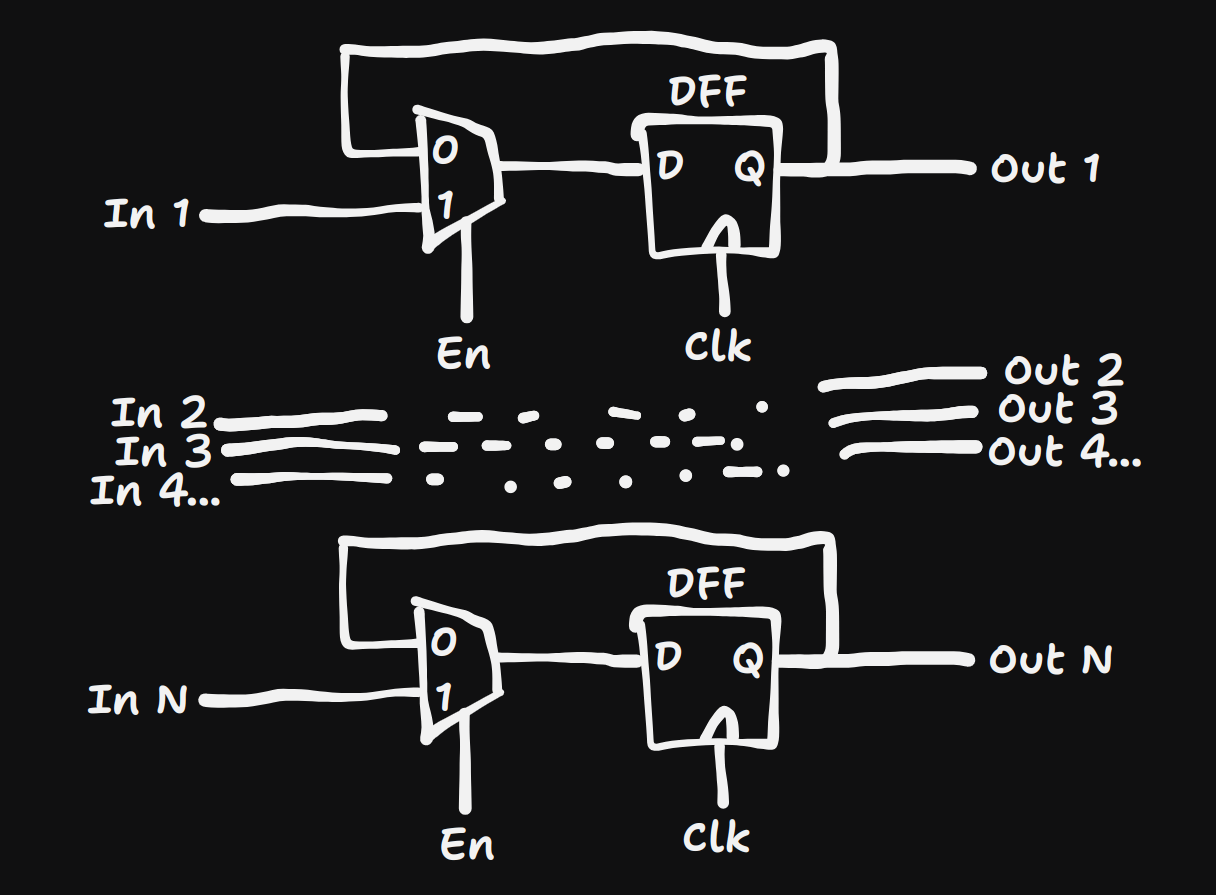 DFF
0
D Q
Out 1
1
In 1
En
Clk
Out 2
In 2
Out 3
In 3
Out 4...
In 4...
DFF
0
D Q
Out N
1
In N
En
Clk